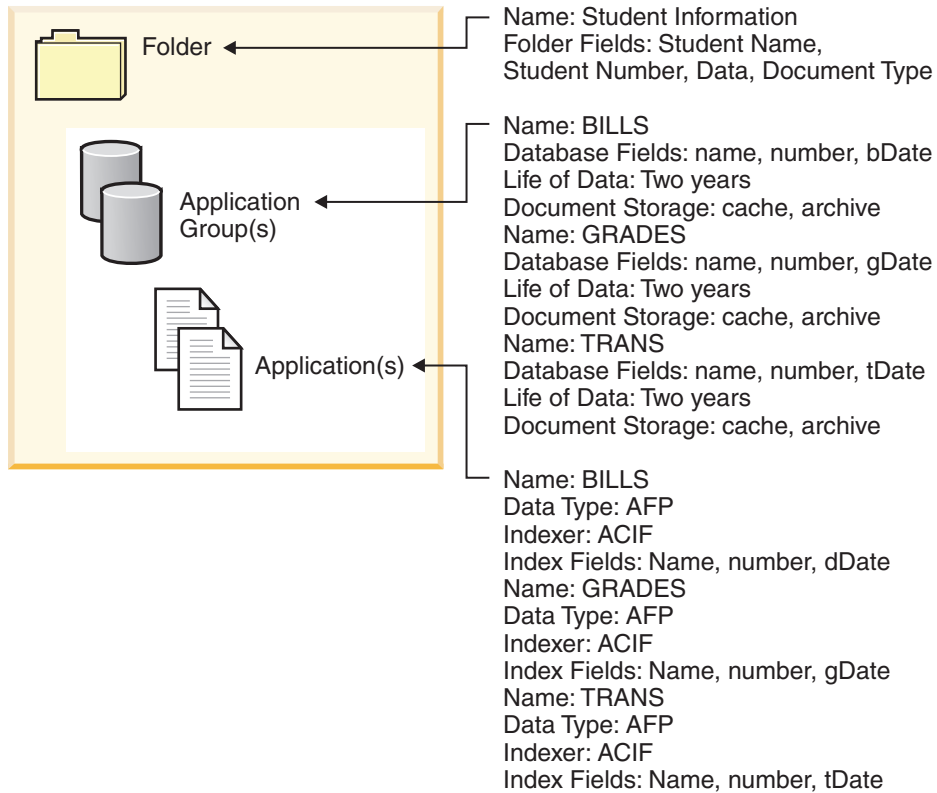 Folder
Application
Group(s)
Application(s)
Name: Student Information
Folder Fields: Student Name,
Student Number, Data, Document Type
Name: BILLS
Database Fields: name, number, bDate
Life of Data: Two years
Document Storage: cache, archive
Name: GRADES
Database Fields: name, number, gDate
Life of Data: Two years
Document Storage: cache, archive
Name: TRANS
Database Fields: name, number, tDate
Life of Data: Two years
Document Storage: cache, archive
Name: BILLS
Data Type: AFP
Indexer: ACIF
Index Fields: Name, number, dDate
Name: GRADES
Data Type: AFP
Indexer: ACIF
Index Fields: Name, number, gDate
Name: TRANS
Data Type: AFP
Indexer: ACIF
Index Fields: Name, number, tDate